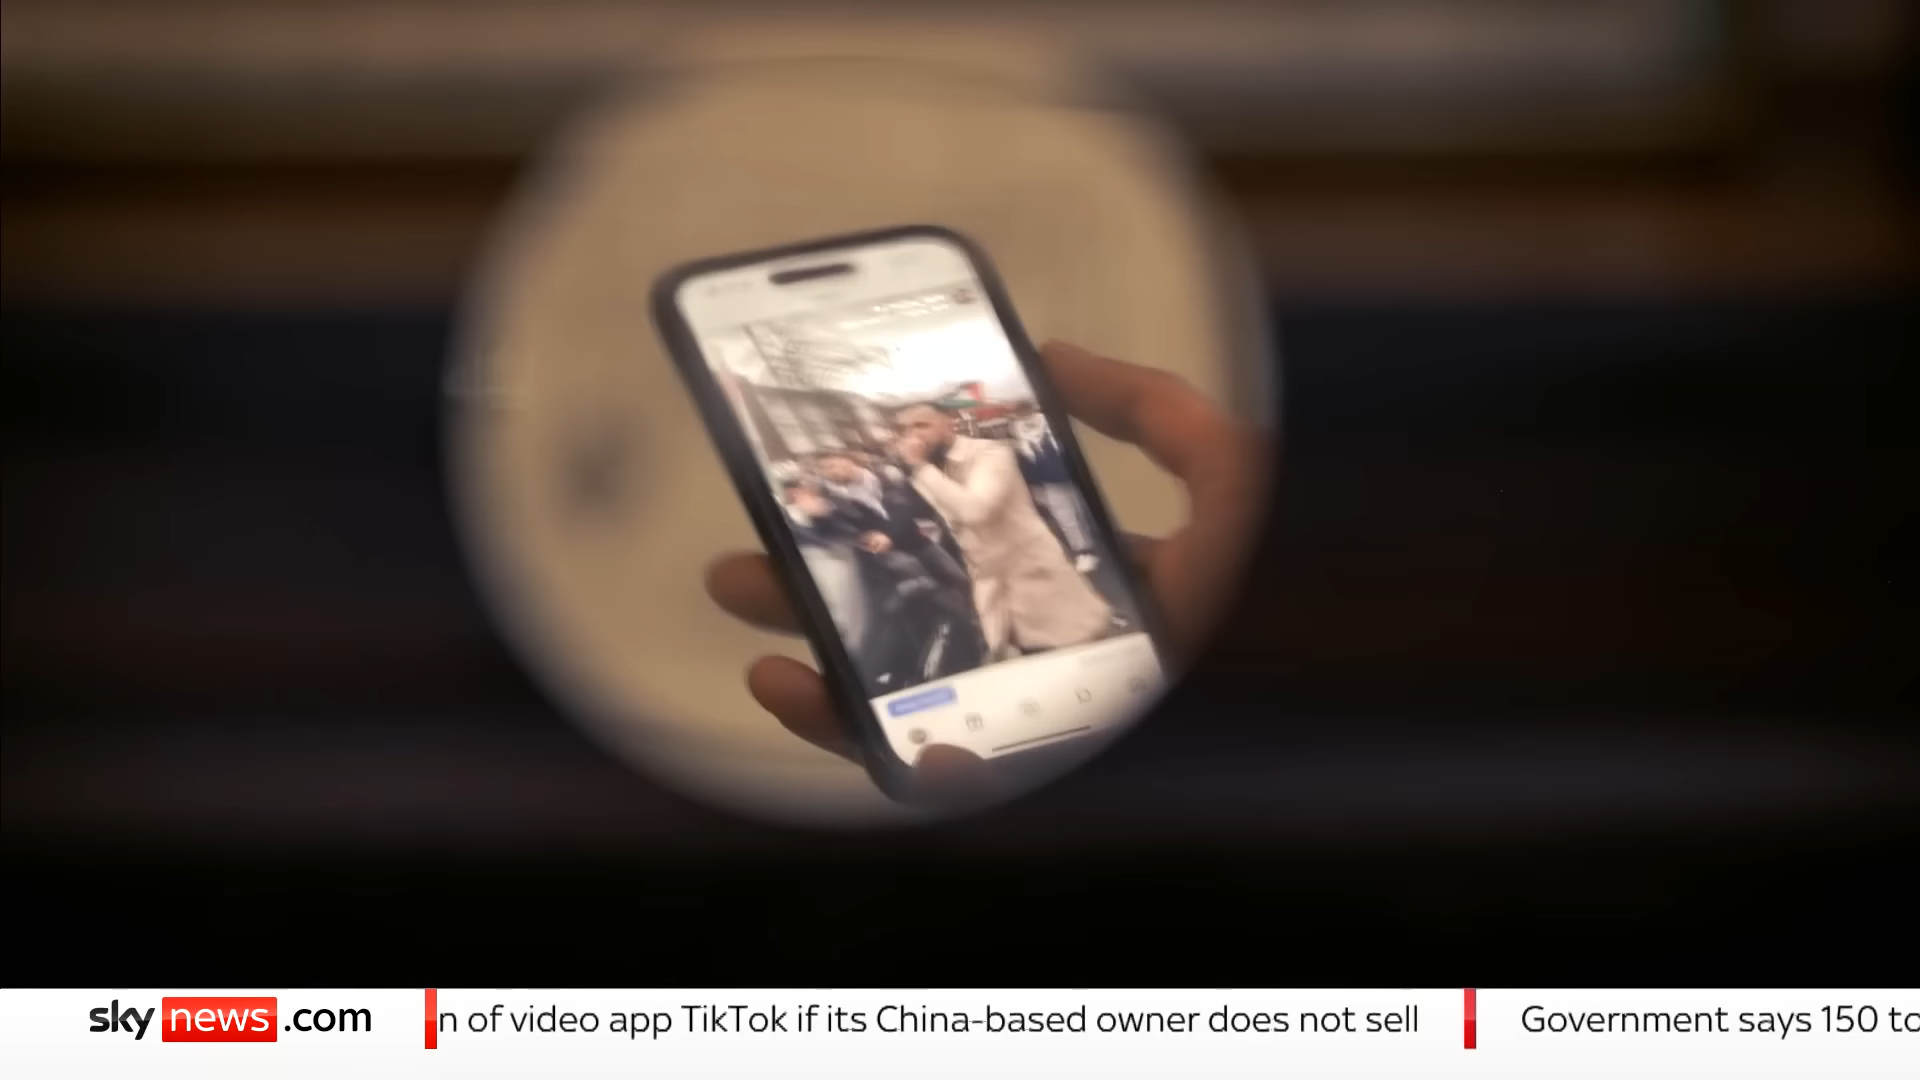 sky news.com
n of video app TikTok if its China-based owner does not sell
Government says 150 to